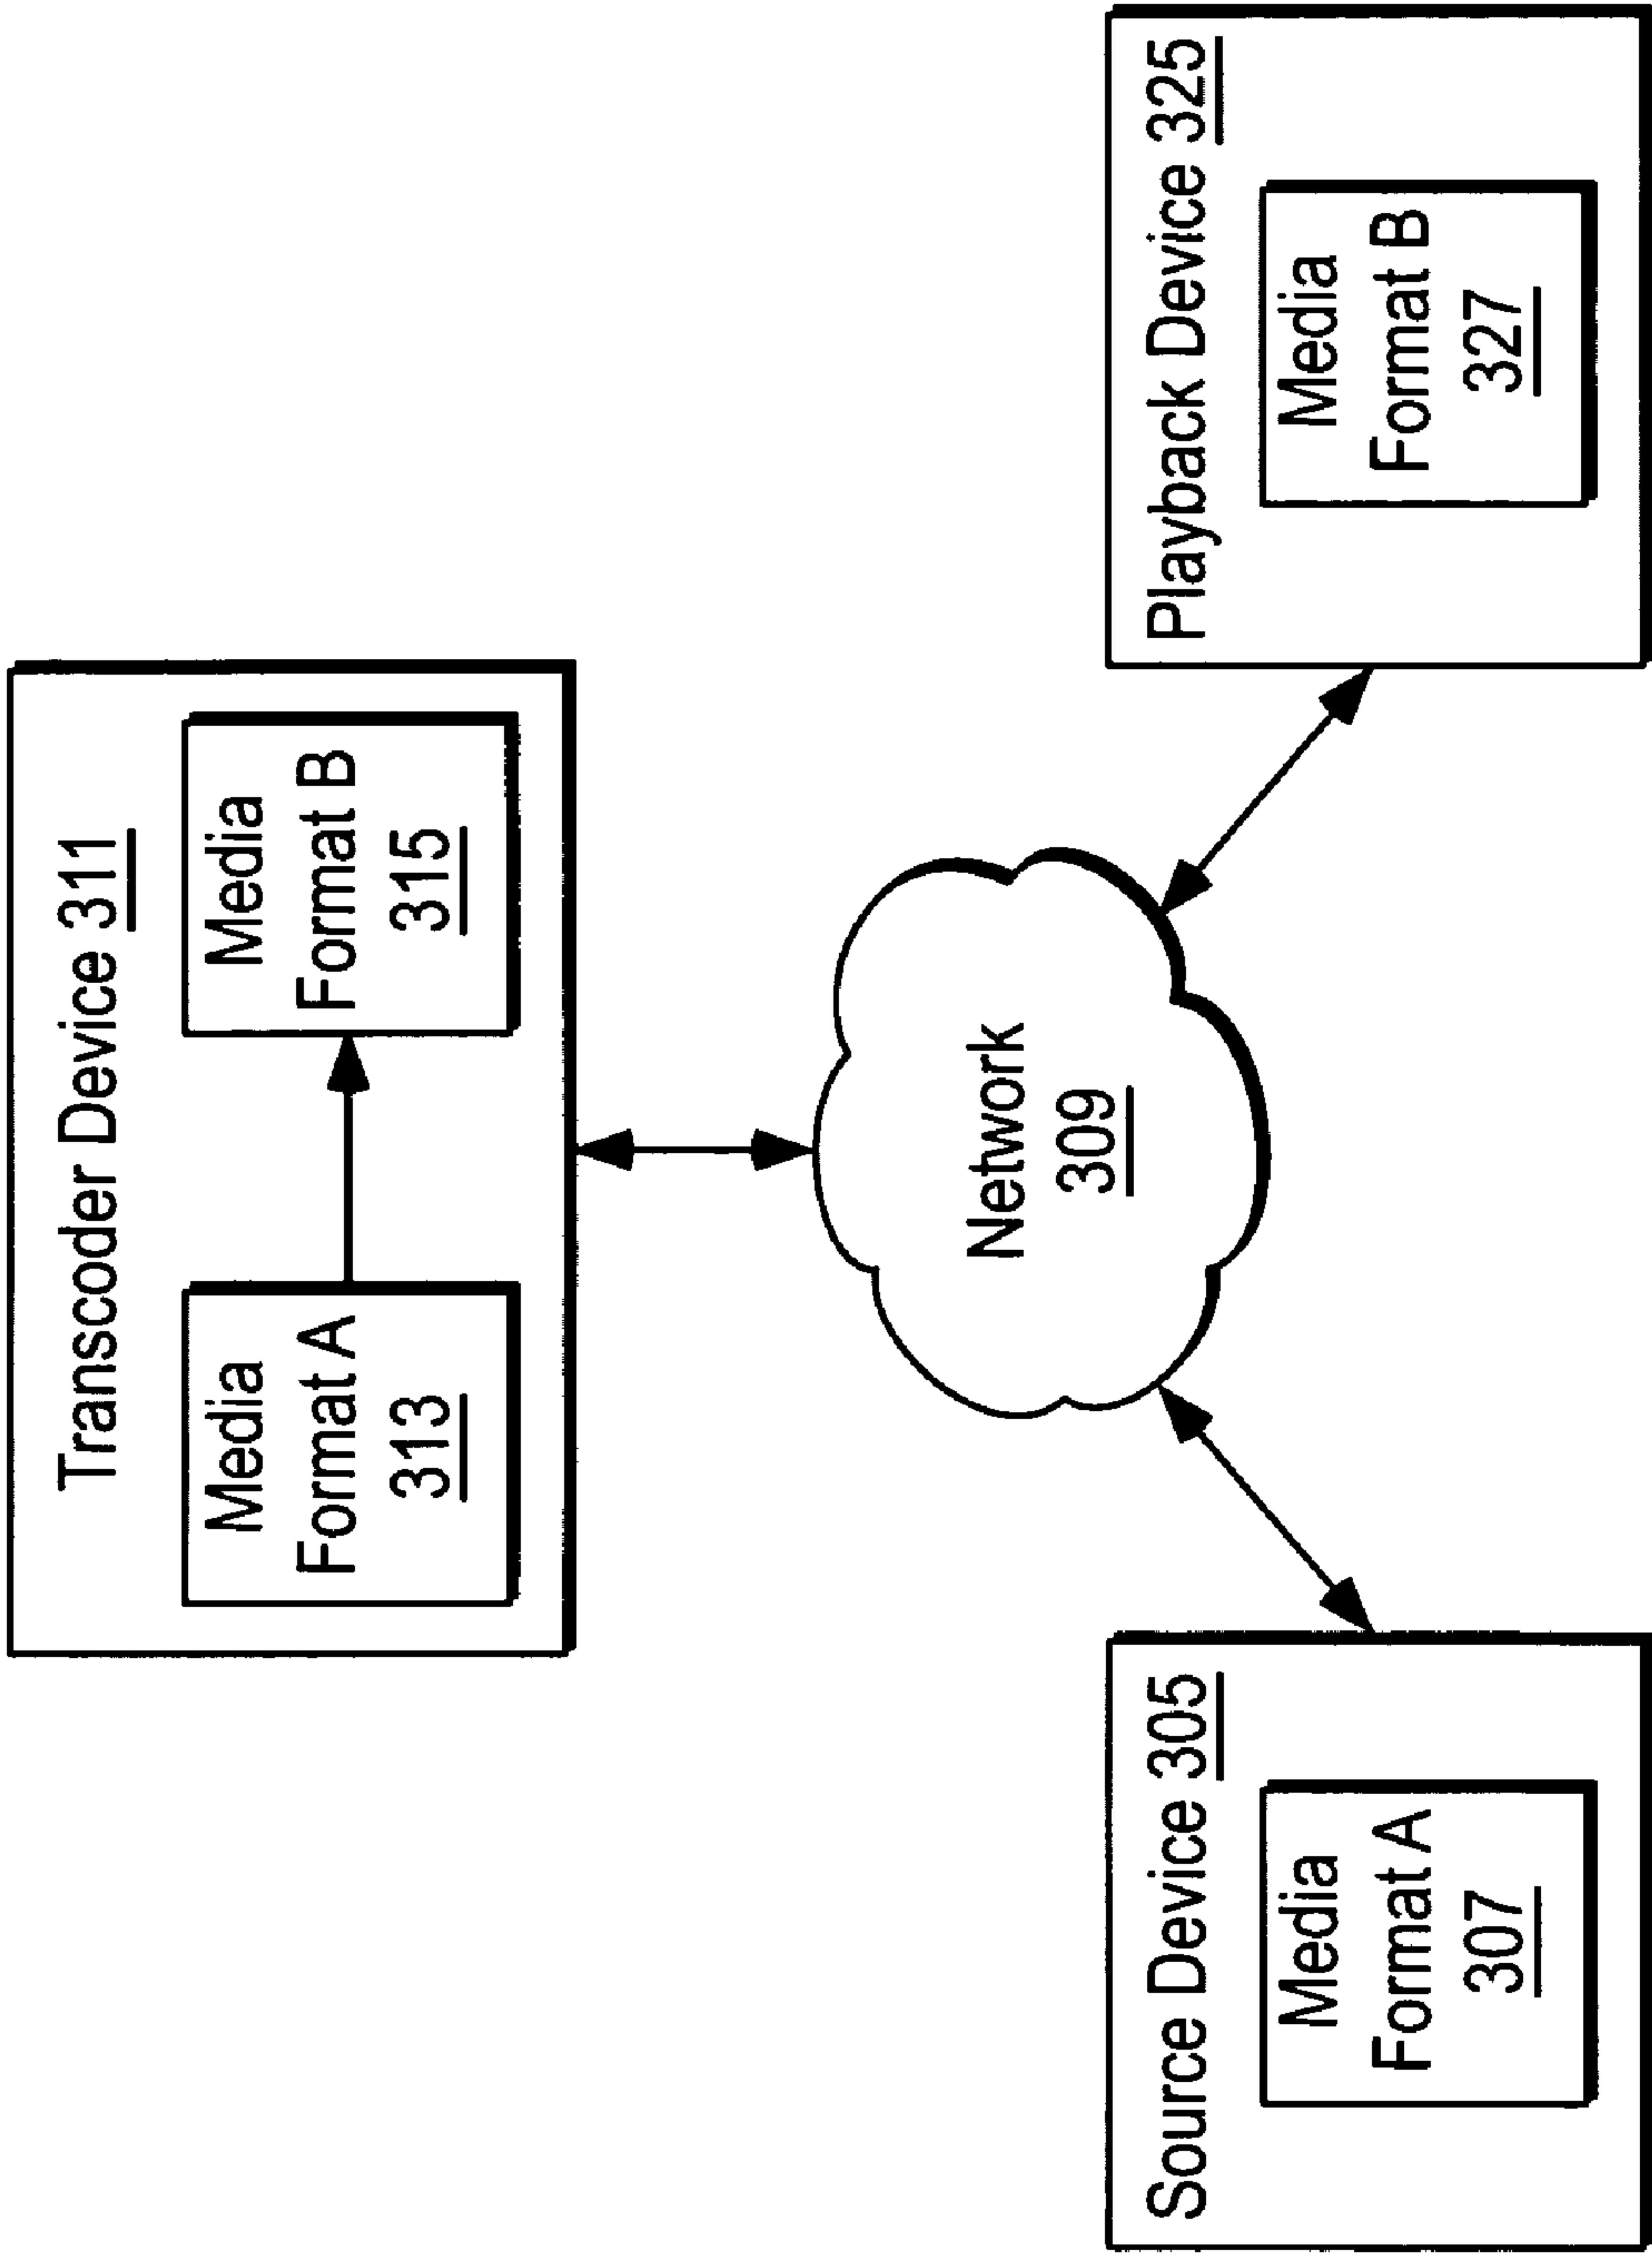 Transcoder Device 311
Media
Format A
313
Media
Format B
315
Network
309
Source Device 305
Media
Format A
307
Playback Device 325
Media
Format B
327